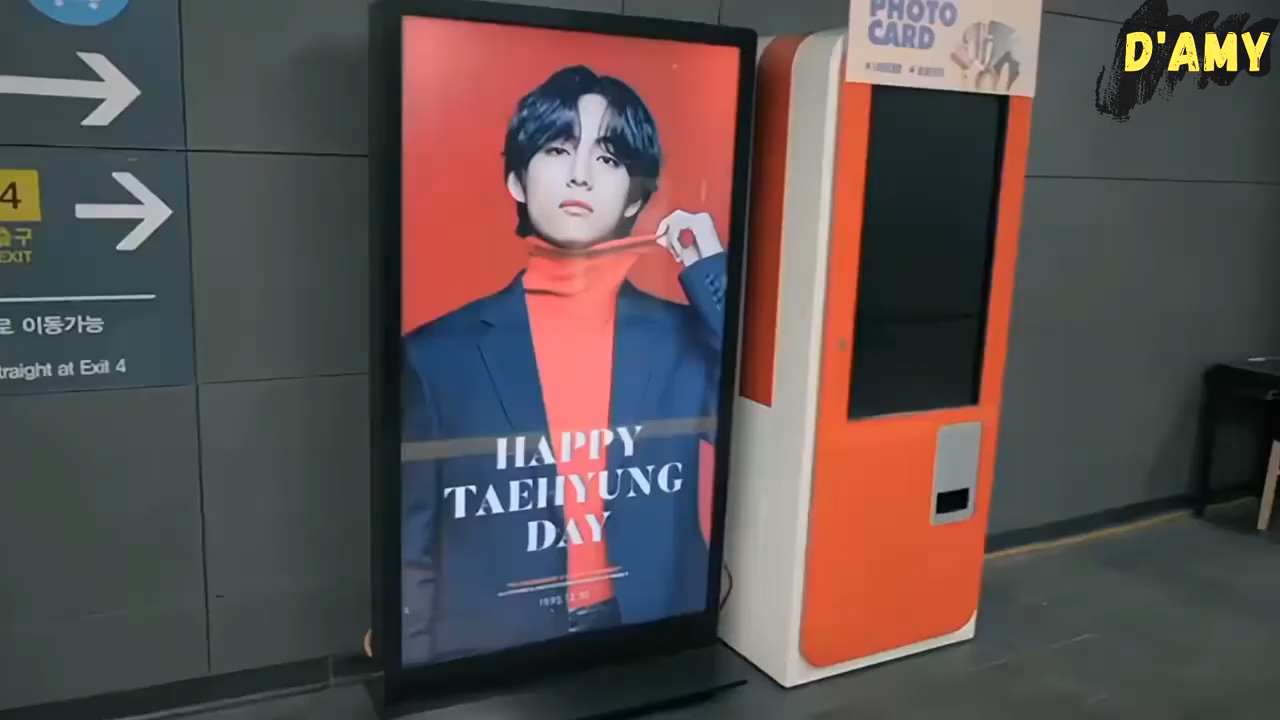 4
출구
EXIT
로 이동가능
traight at Exit 4
HAPPY
TAEHYUNG
DAY
PHOTO
CARD
D'AMY